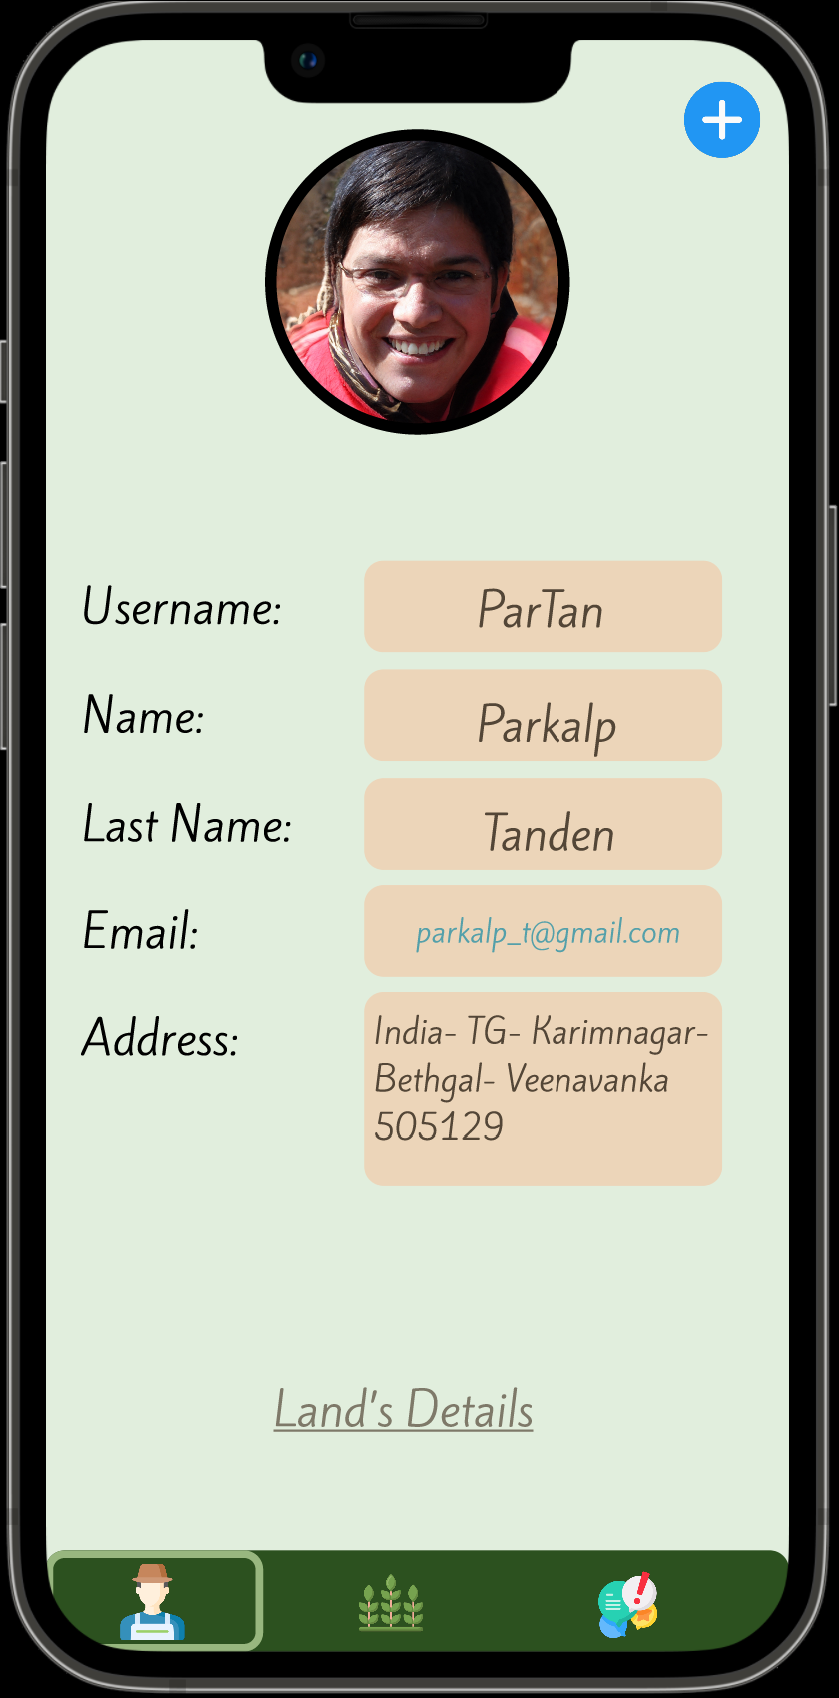 Username:
ParTan
Name:
Parkalp
Last Name:
Tanden
Email:
parkalp_t@gmail.com
Address:
India- TG- Karimnagar-
Bethgal- Veenavanka
505129
Land's Details